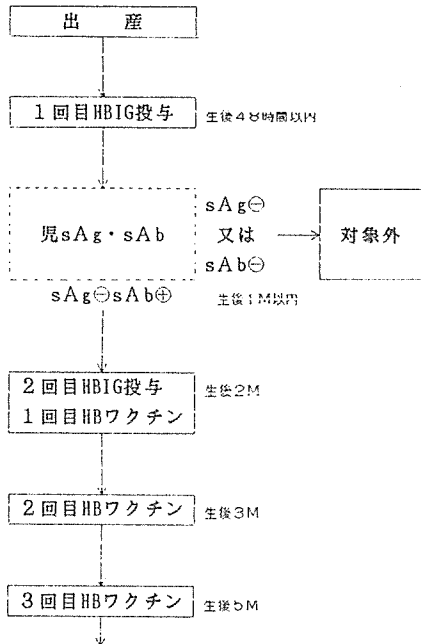 出　産
1回目HBIG投与 生後48時間以内
sAg⊖
児sAg・sAb 又は 対象外
sAb⊖
sAg⊖sAb⊕ 生後1M以内
2回目HBIG投与 生後2M
1回目HBワクチン
2回目HBワクチン 生後3M
3回目HBワクチン 生後5M